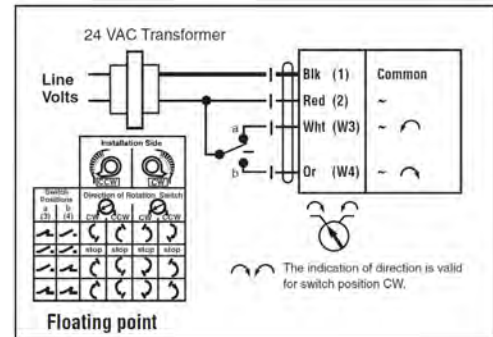 24 VAC Transformer
Line
Volts
Blk (1) Common
Red (2) ~
a Wht (W3) ~
b Or (W4) ~
Installation Side
CCW CW
Switch Positions Direction of Rotation Switch
a b
(3) (4) CW CCW CW CCW
stop stop stop stop
The indication of direction is valid
for switch position CW.
Floating point